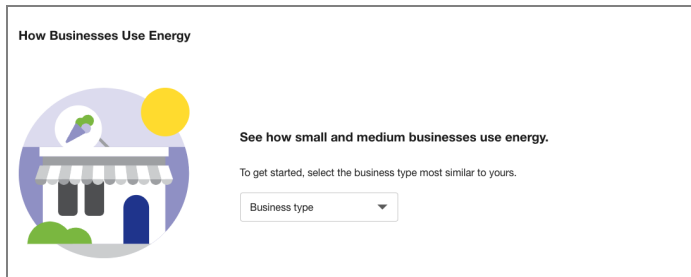 How Businesses Use Energy
See how small and medium businesses use energy.
To get started, select the business type most similar to yours.
Business type